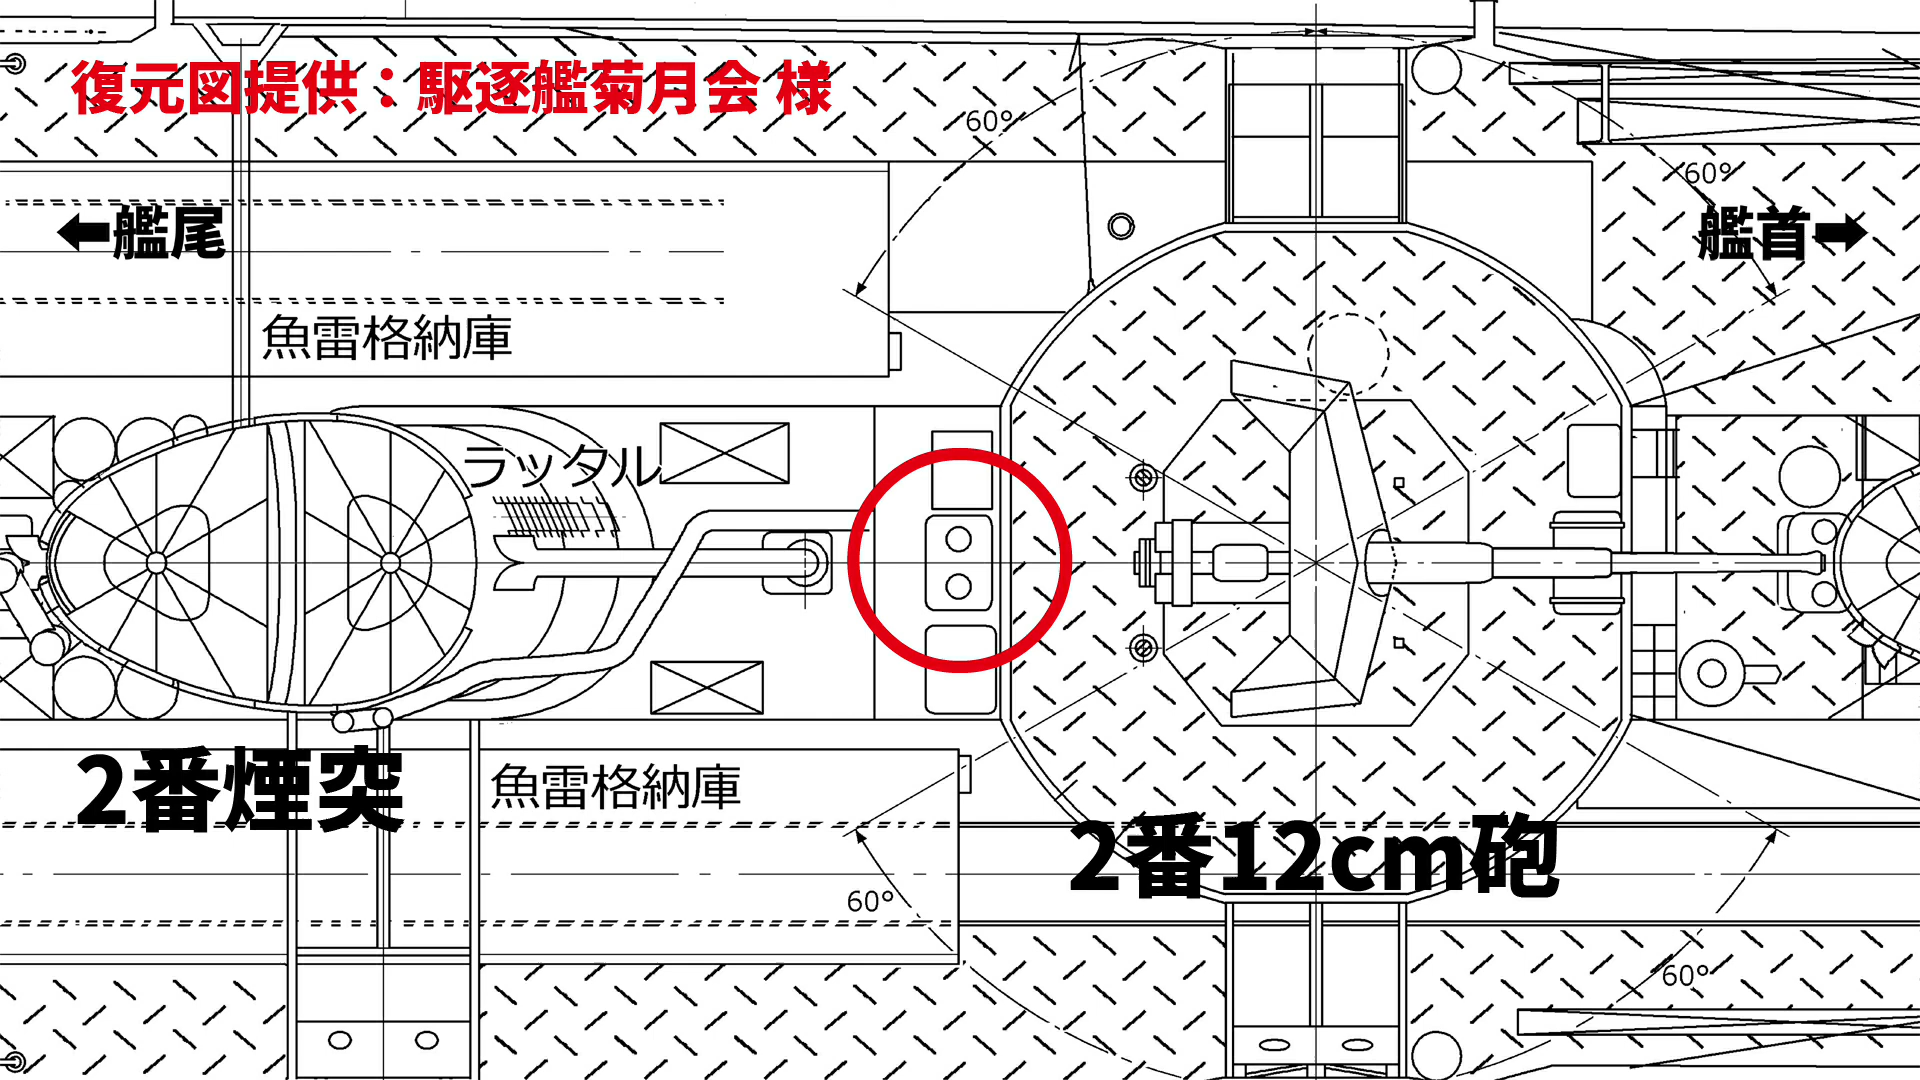 復元図提供：駆逐艦菊月会 様
60°
60°
⬅艦尾
艦首➡
魚雷格納庫
ラッタル
2番煙突
魚雷格納庫
2番12cm砲
60°
60°